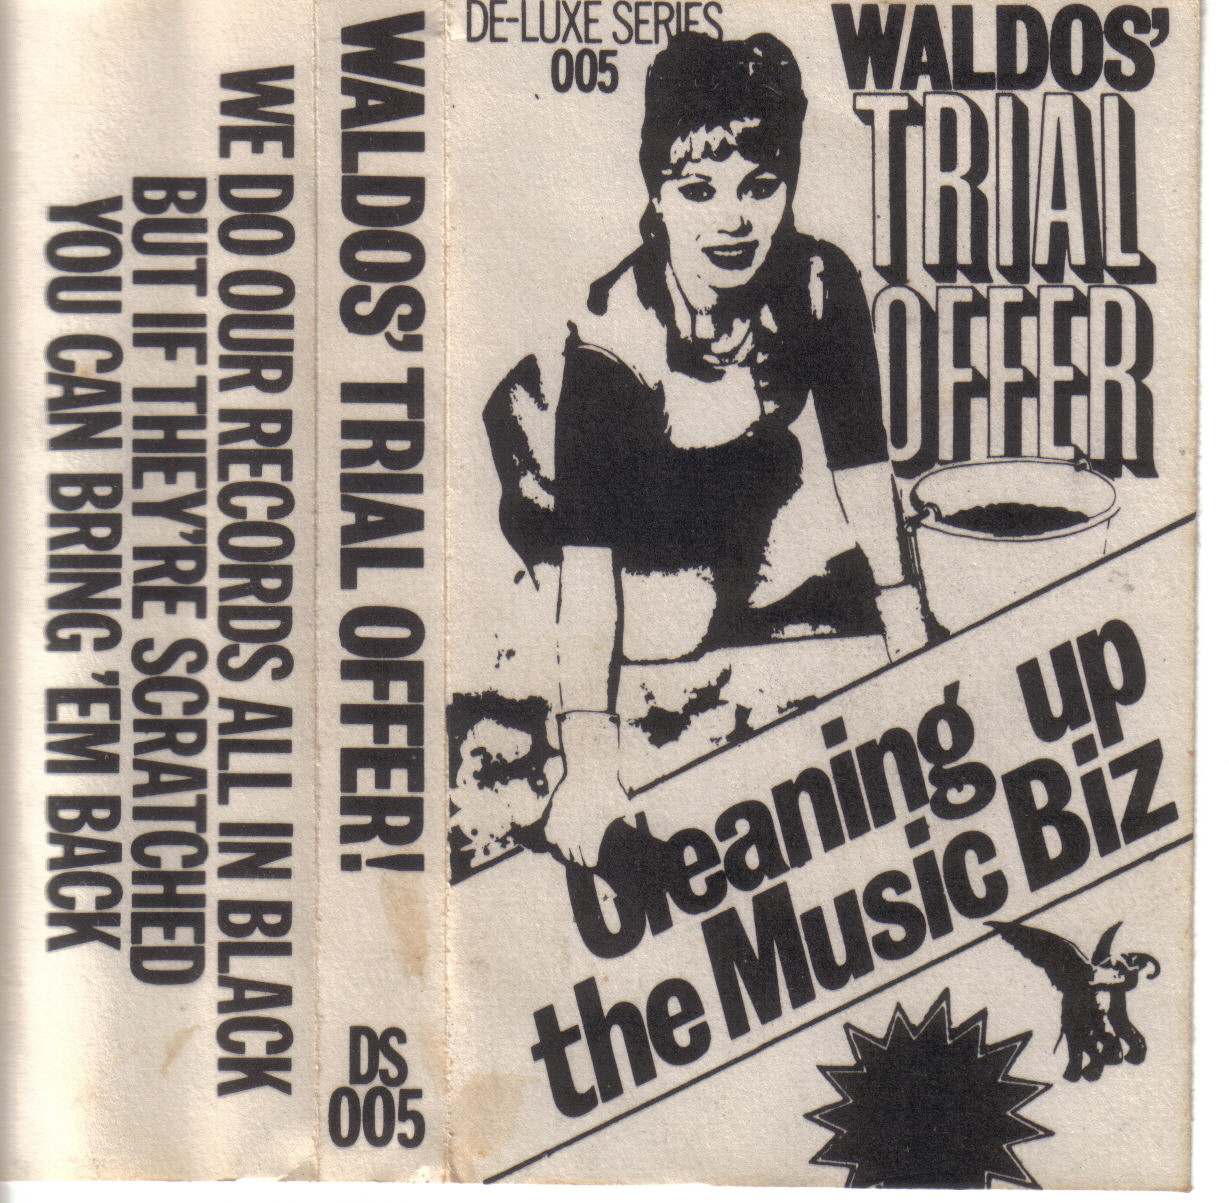 WE DO OUR RECORDS ALL IN BLACK
BUT IF THEY'RE SCRATCHED
YOU CAN BRING 'EM BACK
WALDOS' TRIAL OFFER!
DS
005
DE-LUXE SERIES
005
WALDOS'
TRIAL
OFFER
Cleaning up
the Music Biz